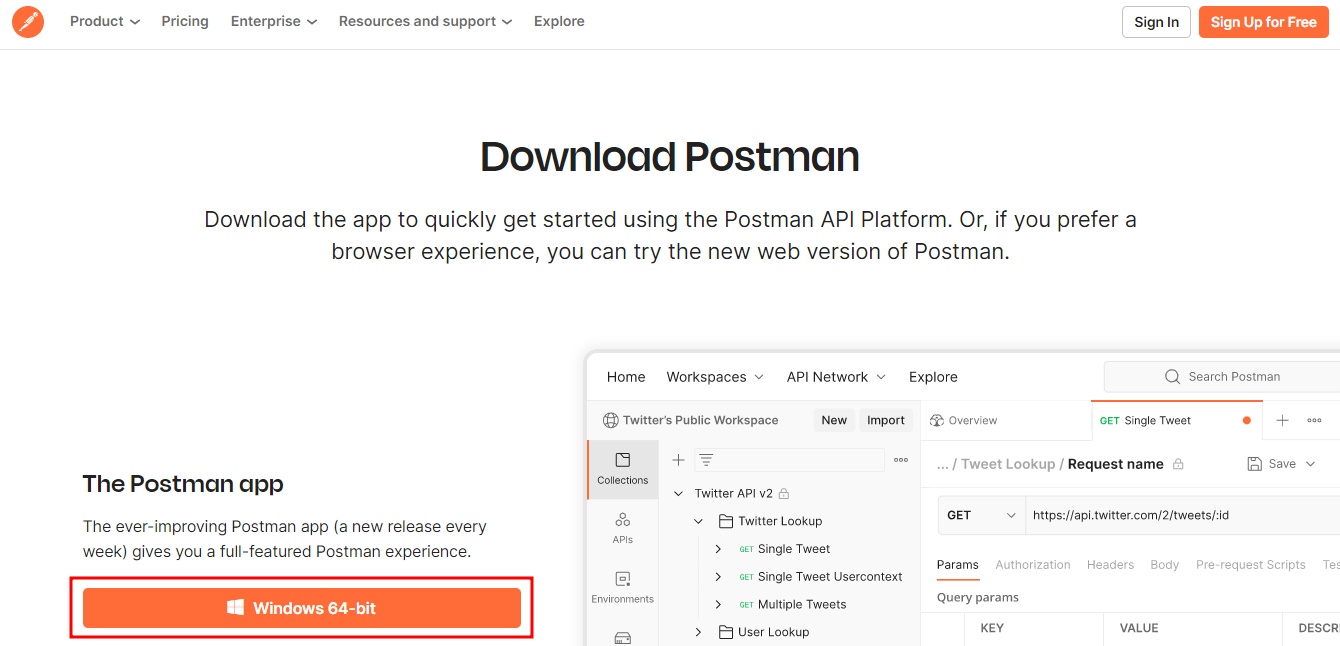 Product Pricing Enterprise Resources and support Explore Sign In Sign Up for Free
Download Postman
Download the app to quickly get started using the Postman API Platform. Or, if you prefer a
browser experience, you can try the new web version of Postman.
The Postman app
The ever-improving Postman app (a new release every
week) gives you a full-featured Postman experience.
Windows 64-bit
Home Workspaces API Network Explore Search Postman
Twitter's Public Workspace New Import
Overview GET Single Tweet
Collections
APIs
Environments
Twitter API v2
Twitter Lookup
GET Single Tweet
GET Single Tweet Usercontext
GET Multiple Tweets
User Lookup
... / Tweet Lookup / Request name Save
GET https://api.twitter.com/2/tweets/:id
Params Authorization Headers Body Pre-request Scripts Tes
Query params
KEY VALUE DESCR